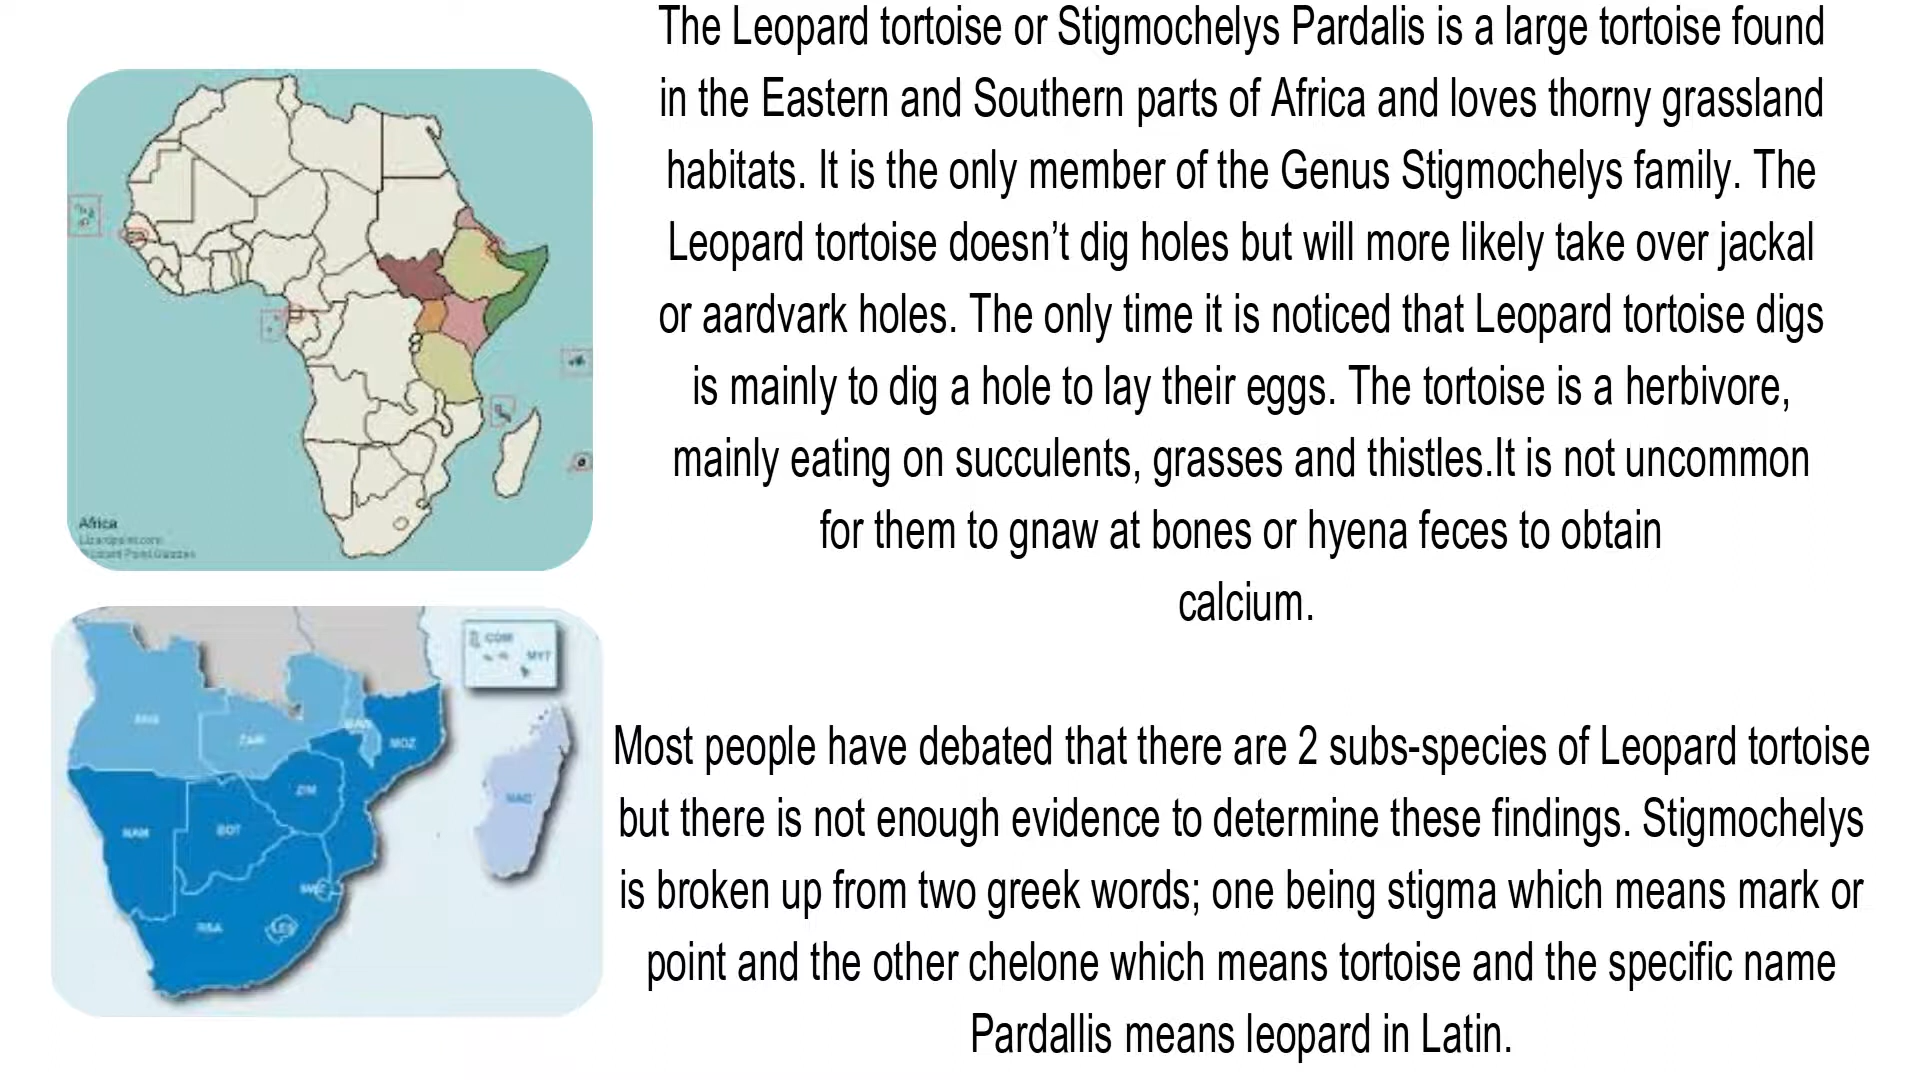 The Leopard tortoise or Stigmochelys Pardalis is a large tortoise found
in the Eastern and Southern parts of Africa and loves thorny grassland
habitats. It is the only member of the Genus Stigmochelys family. The
Leopard tortoise doesn’t dig holes but will more likely take over jackal
or aardvark holes. The only time it is noticed that Leopard tortoise digs
is mainly to dig a hole to lay their eggs. The tortoise is a herbivore,
mainly eating on succulents, grasses and thistles.It is not uncommon
for them to gnaw at bones or hyena feces to obtain
calcium.
Most people have debated that there are 2 subs-species of Leopard tortoise
but there is not enough evidence to determine these findings. Stigmochelys
is broken up from two greek words; one being stigma which means mark or
point and the other chelone which means tortoise and the specific name
Pardallis means leopard in Latin.
Africa
Lizardpoint.com
Lizard Point Quizzes
COM
MYT
ZAM
MOZ
ZIM
MAD
NAM
BOT
SWZ
RSA
LES